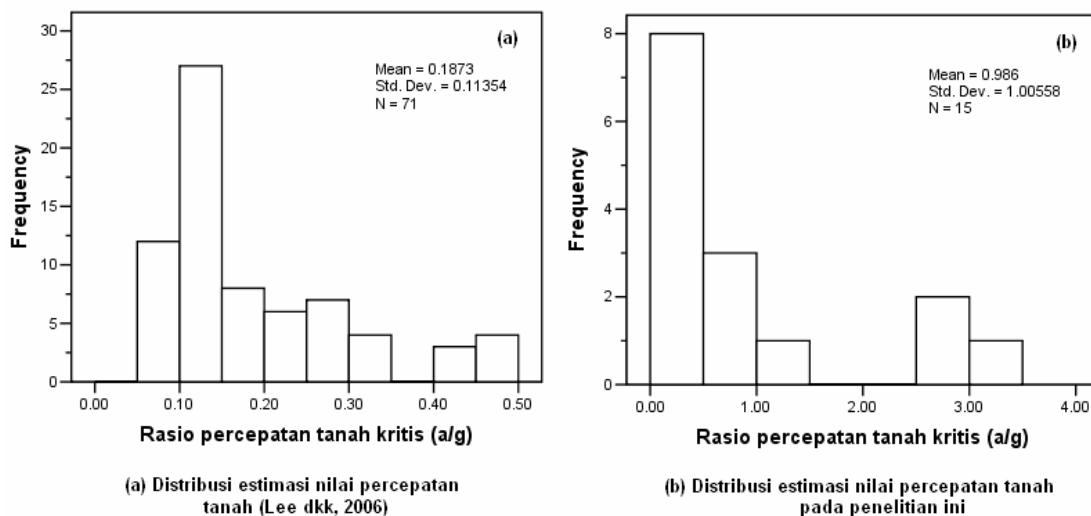 (a)
Mean = 0.1873
Std. Dev. = 0.11354
N = 71
Frequency
30
25
20
15
10
5
0
0.00 0.10 0.20 0.30 0.40 0.50
Rasio percepatan tanah kritis (a/g)
(a) Distribusi estimasi nilai percepatan
tanah (Lee dkk, 2006)
(b)
Mean = 0.986
Std. Dev. = 1.00558
N = 15
Frequency
8
6
4
2
0
0.00 1.00 2.00 3.00 4.00
Rasio percepatan tanah kritis (a/g)
(b) Distribusi estimasi nilai percepatan tanah
pada penelitian ini